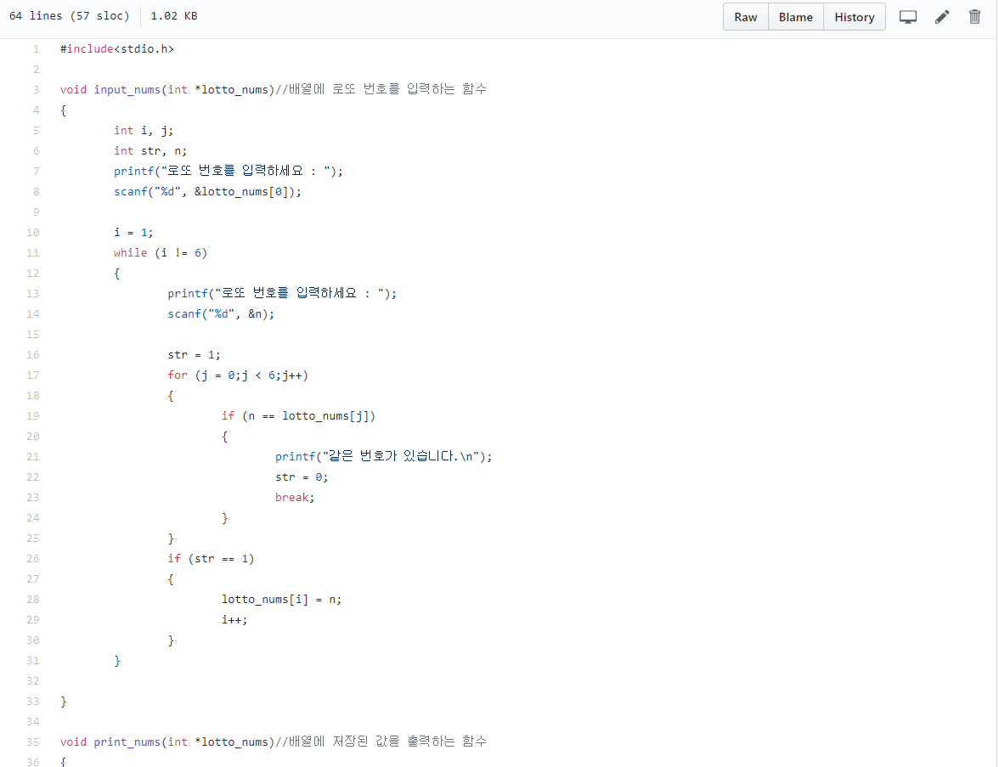 64 lines (57 sloc) 1.02 KB Raw Blame History
1 #include<stdio.h>
2
3 void input_nums(int *lotto_nums)//배열에 로또 번호를 입력하는 함수
4 {
5 int i, j;
6 int str, n;
7 printf("로또 번호를 입력하세요 : ");
8 scanf("%d", &lotto_nums[0]);
9
10 i = 1;
11 while (i != 6)
12 {
13 printf("로또 번호를 입력하세요 : ");
14 scanf("%d", &n);
15
16 str = 1;
17 for (j = 0;j < 6;j++)
18 {
19 if (n == lotto_nums[j])
20 {
21 printf("같은 번호가 있습니다.\n");
22 str = 0;
23 break;
24 }
25 }
26 if (str == 1)
27 {
28 lotto_nums[i] = n;
29 i++;
30 }
31 }
32
33 }
34
35 void print_nums(int *lotto_nums)//배열에 저장된 값을 출력하는 함수
36 {